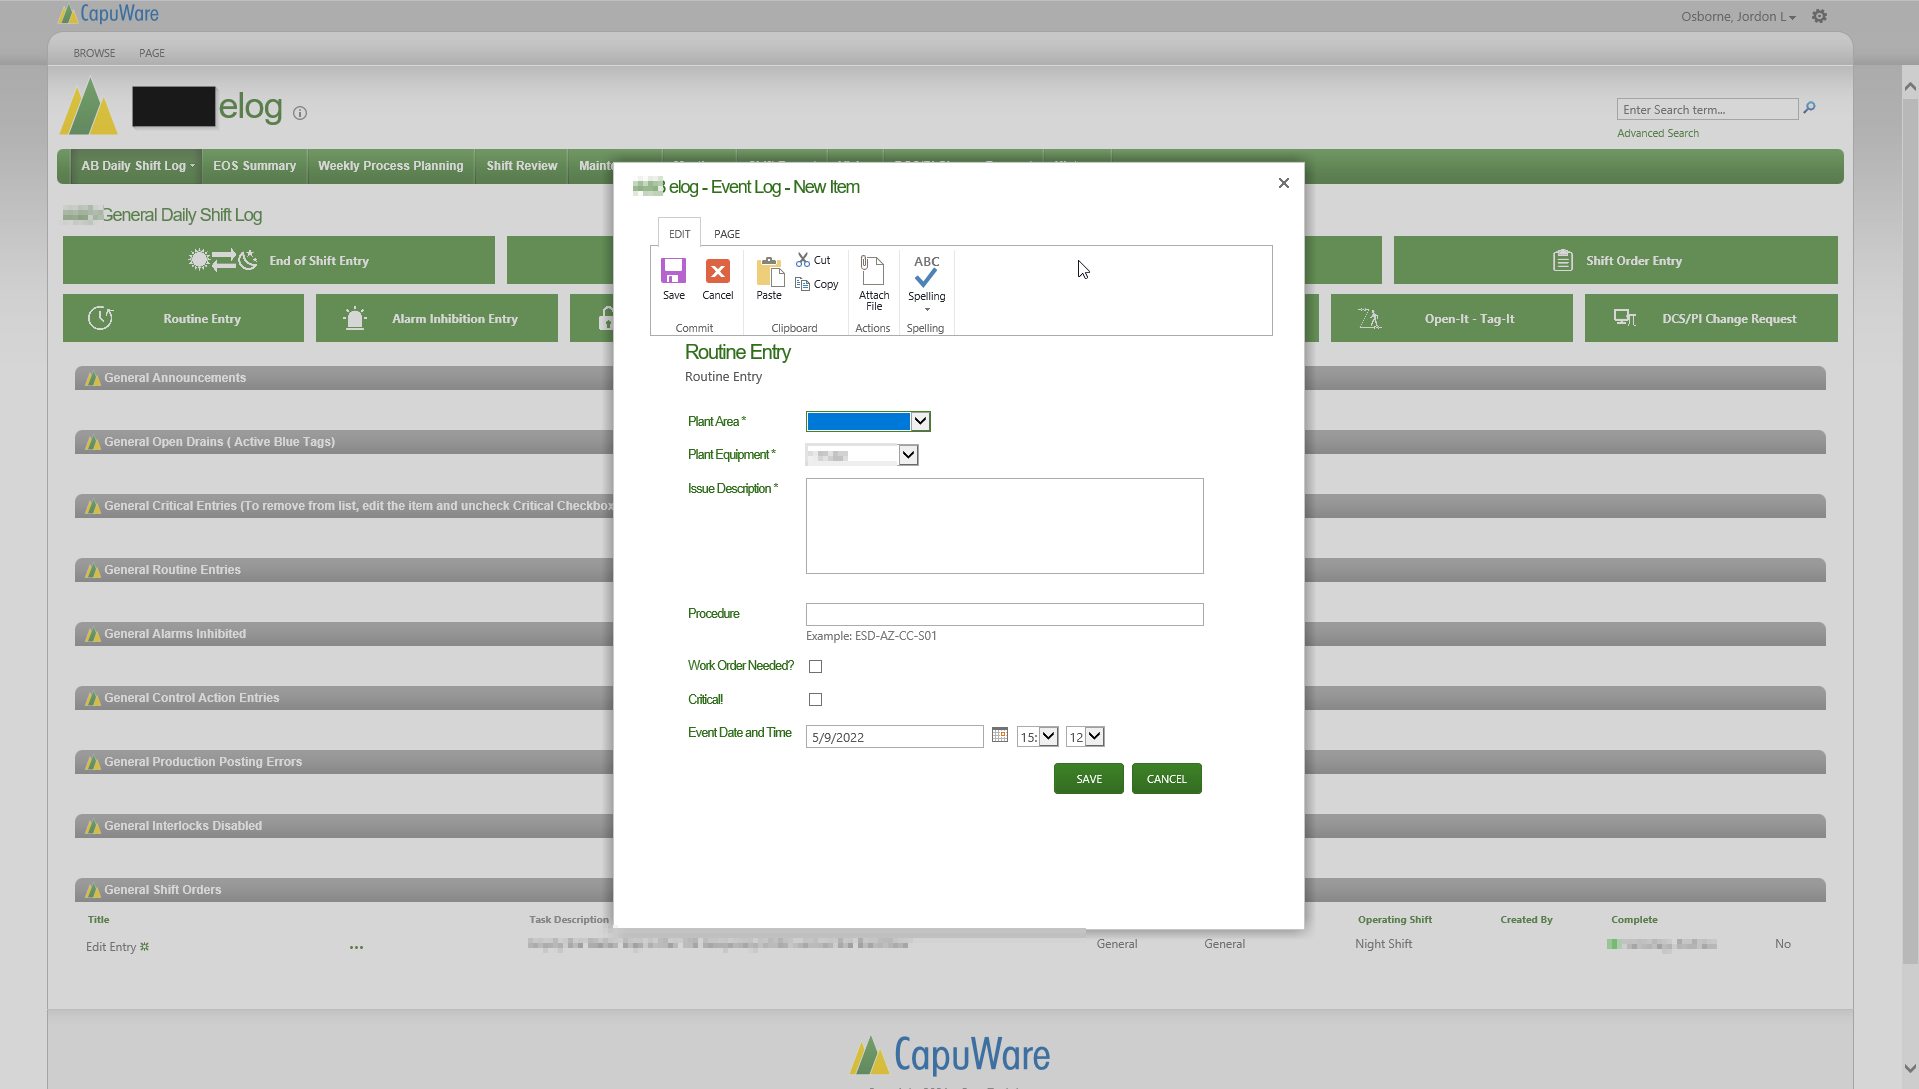 CapuWare
Osborne, Jordon L
BROWSE PAGE
elog
Enter Search term...
Advanced Search
AB Daily Shift Log EOS Summary Weekly Process Planning Shift Review
elog - Event Log - New Item
General Daily Shift Log
EDIT PAGE
End of Shift Entry
Shift Order Entry
Save
Cancel
Paste
Cut
Copy
Attach
File
ABC
Spelling
Commit Clipboard Actions Spelling
Routine Entry
Alarm Inhibition Entry
Open-It - Tag-It
DCS/PI Change Request
Routine Entry
Routine Entry
General Announcements
Plant Area *
General Open Drains ( Active Blue Tags)
Plant Equipment *
Issue Description *
General Critical Entries (To remove from list, edit the item and uncheck Critical Checkbox
General Routine Entries
Procedure
Example: ESD-AZ-CC-S01
General Alarms Inhibited
Work Order Needed?
General Control Action Entries
Critical!
Event Date and Time 5/9/2022 15: 12
General Production Posting Errors
SAVE CANCEL
General Interlocks Disabled
General Shift Orders
Title Task Description Operating Shift Created By Complete
Edit Entry ... General General Night Shift No
CapuWare